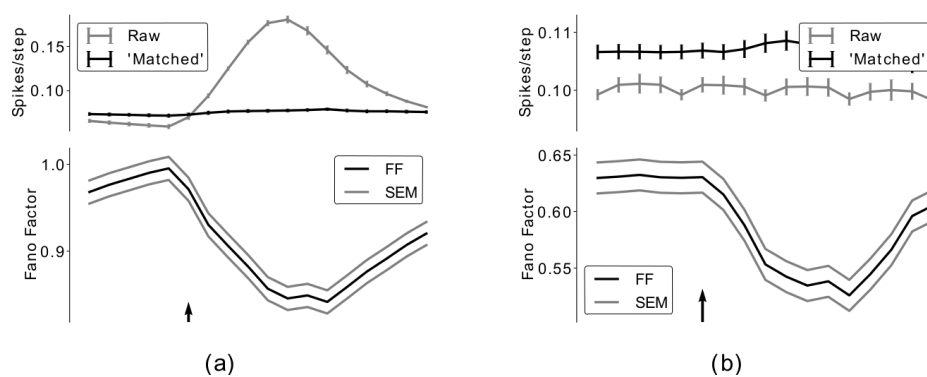 Spikes/step
0.15
0.10
Raw
'Matched'
Fano Factor
1.0
0.9
FF
SEM
(a)
Spikes/step
0.11
0.10
Raw
'Matched'
Fano Factor
0.65
0.60
0.55
FF
SEM
(b)